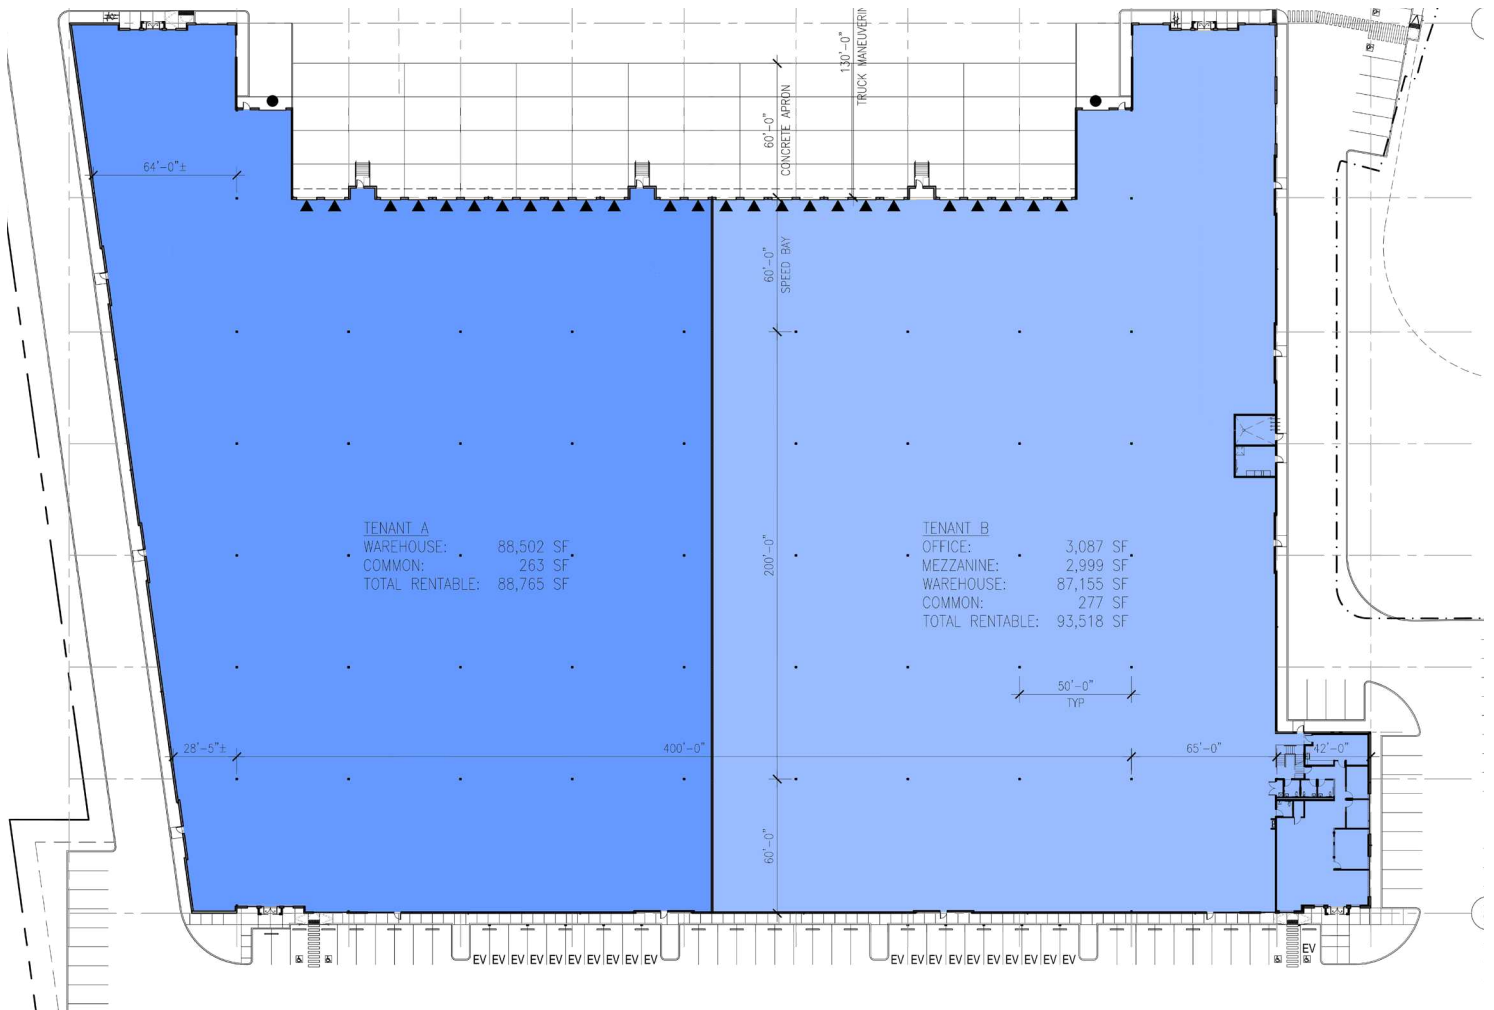 130'-0"
TRUCK MANEUVERIN
60'-0"
CONCRETE APRON
64'-0"±
60'-0"
SPEED BAY
TENANT A
WAREHOUSE: 88,502 SF
COMMON: 263 SF
TOTAL RENTABLE: 88,765 SF
200'-0"
TENANT B
OFFICE: 3,087 SF
MEZZANINE: 2,999 SF
WAREHOUSE: 87,155 SF
COMMON: 277 SF
TOTAL RENTABLE: 93,518 SF
50'-0"
TYP
28'-5"±
400'-0"
65'-0"
42'-0"
60'-0"
EV
EV EV EV EV EV EV EV EV EV EV
EV EV EV EV EV EV EV EV EV EV